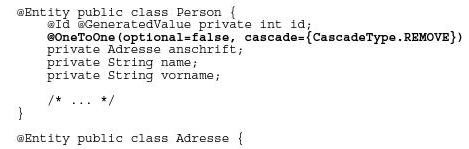 @Entity public class Person {
@Id @GeneratedValue private int id;
@OneToOne(optional=false, cascade={CascadeType.REMOVE})
private Adresse anschrift;
private String name;
private String vorname;
/* ... */
}
@Entity public class Adresse {